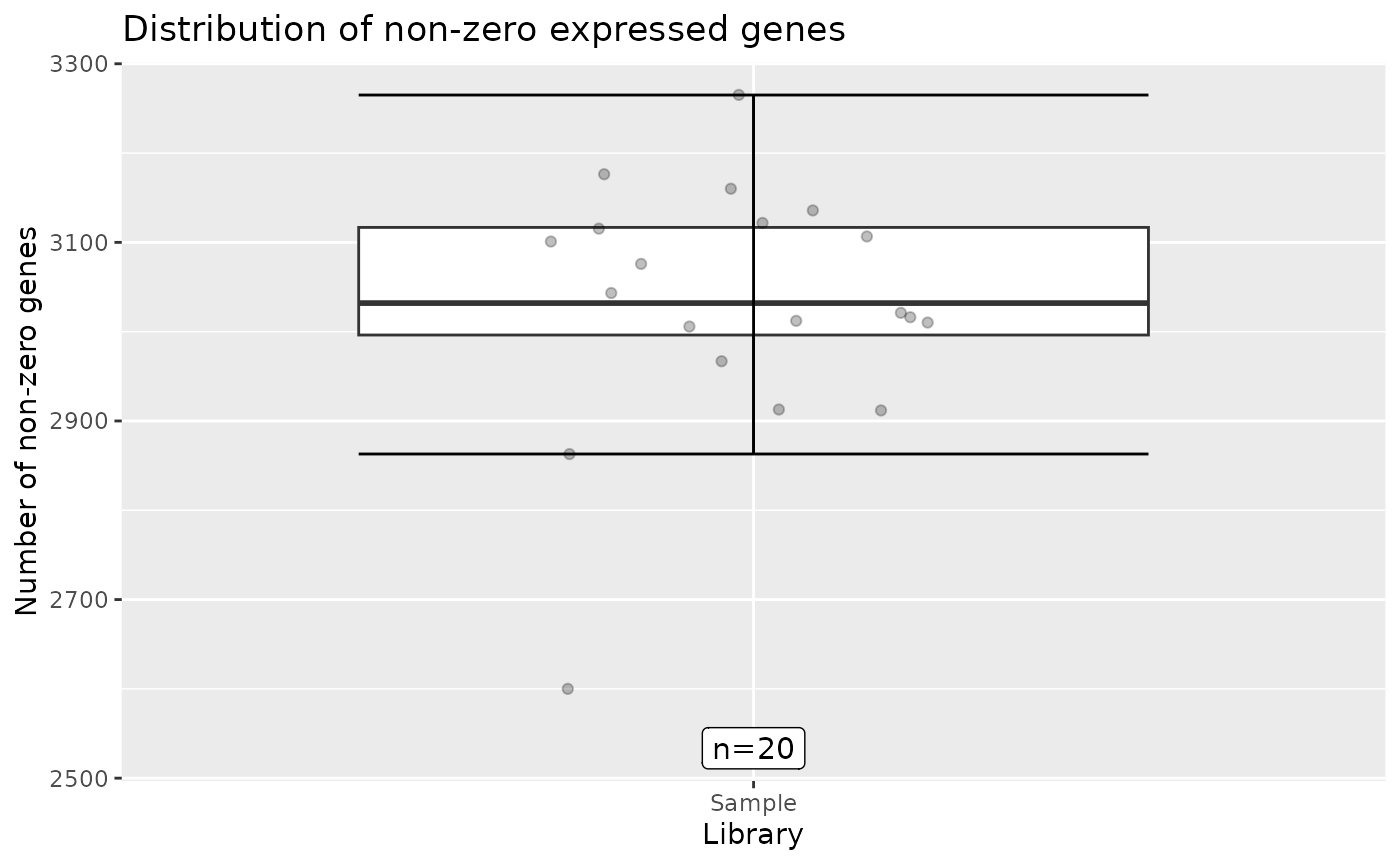 Distribution of non-zero expressed genes
3300
3100
2900
2700
2500
Number of non-zero genes
n=20
Sample
Library